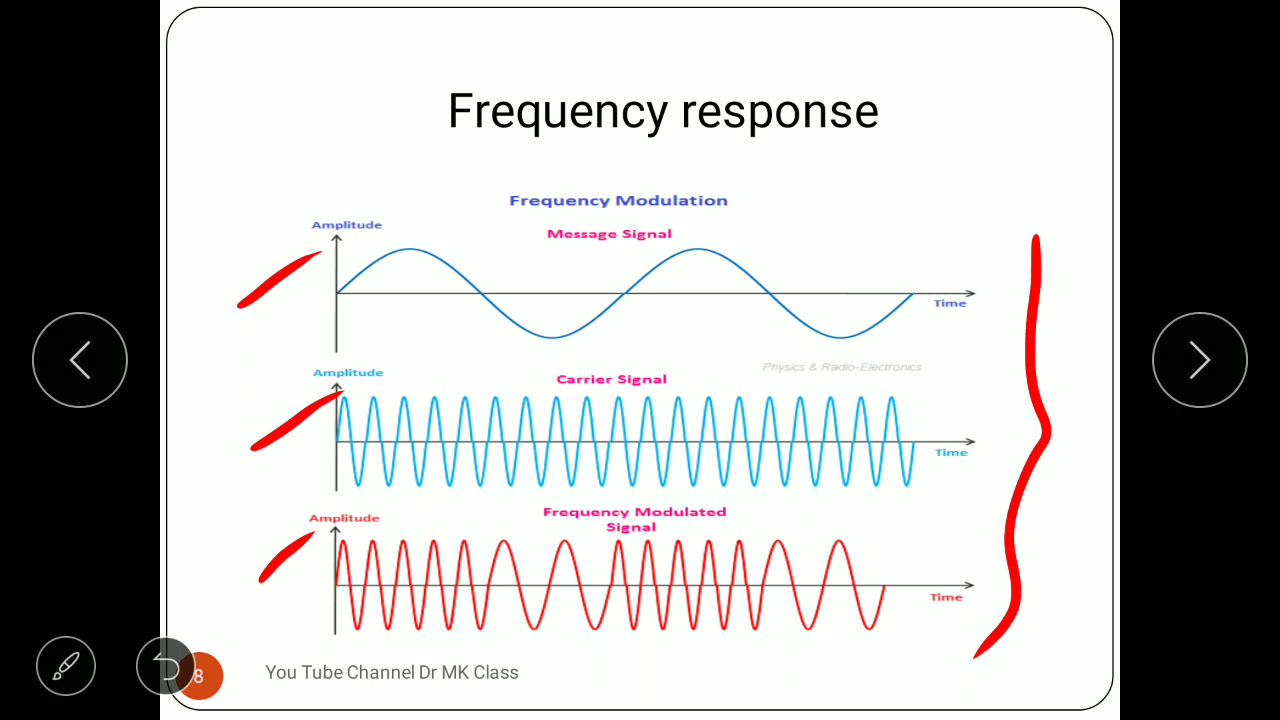 Frequency response
Frequency Modulation
Amplitude
Message Signal
Time
Physics & Radio-Electronics
Amplitude
Carrier Signal
Time
Amplitude
Frequency Modulated
Signal
Time
8
You Tube Channel Dr MK Class